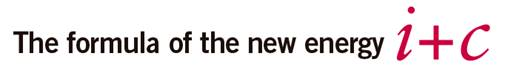 The formula of the new energy i+c